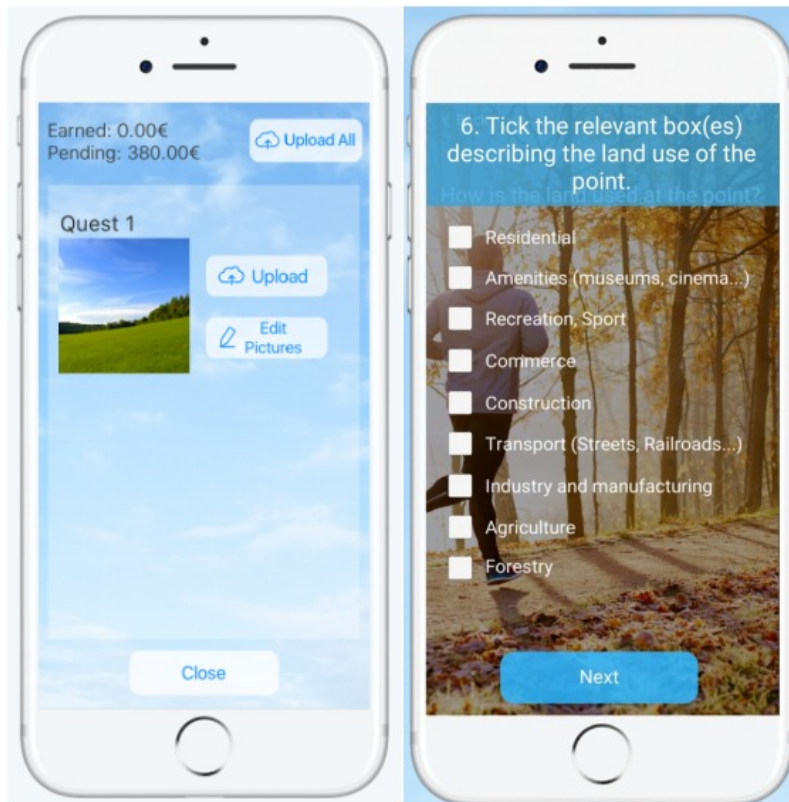 Earned: 0.00€
Pending: 380.00€
Upload All
Quest 1
Upload
Edit
Pictures
Close
6. Tick the relevant box(es)
describing the land use of the
point.
How is the land used at the point?
Residential
Amenities (museums, cinema...)
Recreation, Sport
Commerce
Construction
Transport (Streets, Railroads...)
Industry and manufacturing
Agriculture
Forestry
Next